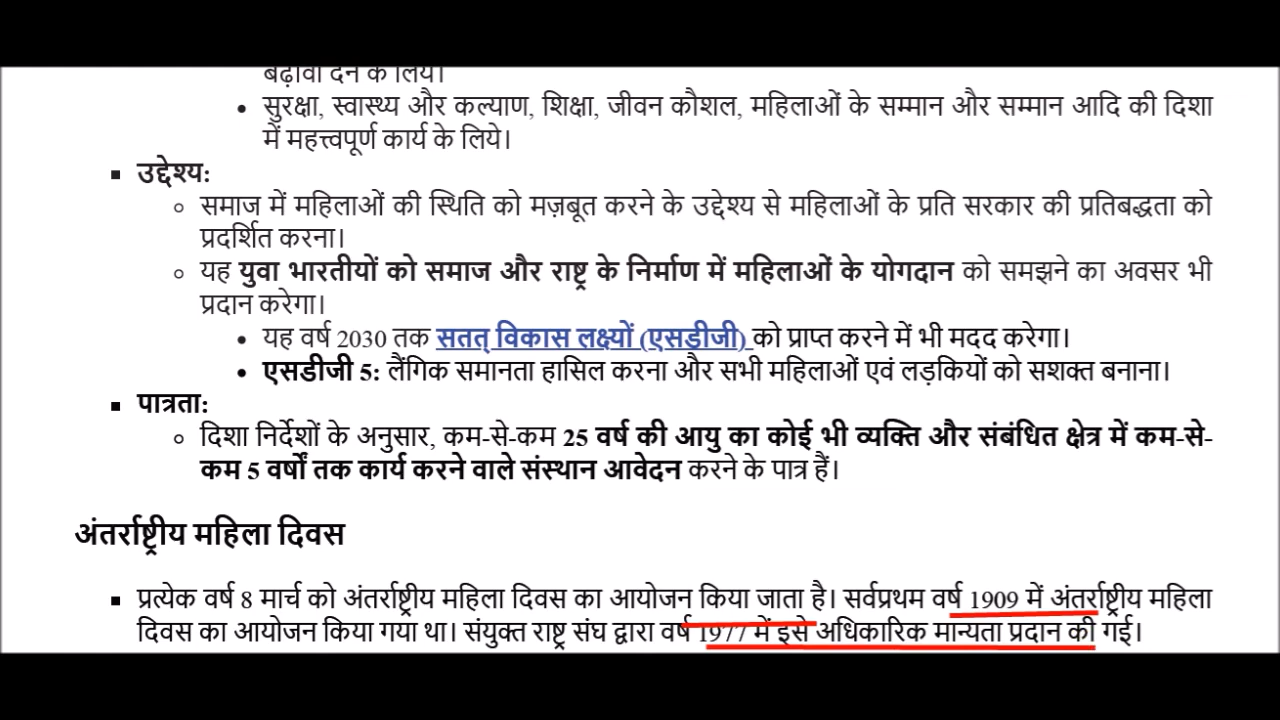 बढ़ावा देने के लिये।
• सुरक्षा, स्वास्थ्य और कल्याण, शिक्षा, जीवन कौशल, महिलाओं के सम्मान और सम्मान आदि की दिशा
में महत्त्वपूर्ण कार्य के लिये।
▪ उद्देश्य:
○ समाज में महिलाओं की स्थिति को मज़बूत करने के उद्देश्य से महिलाओं के प्रति सरकार की प्रतिबद्धता को
प्रदर्शित करना।
○ यह युवा भारतीयों को समाज और राष्ट्र के निर्माण में महिलाओं के योगदान को समझने का अवसर भी
प्रदान करेगा।
• यह वर्ष 2030 तक सतत् विकास लक्ष्यों (एसडीजी) को प्राप्त करने में भी मदद करेगा।
• एसडीजी 5: लैंगिक समानता हासिल करना और सभी महिलाओं एवं लड़कियों को सशक्त बनाना।
▪ पात्रता:
○ दिशा निर्देशों के अनुसार, कम-से-कम 25 वर्ष की आयु का कोई भी व्यक्ति और संबंधित क्षेत्र में कम-से-
कम 5 वर्षों तक कार्य करने वाले संस्थान आवेदन करने के पात्र हैं।
अंतर्राष्ट्रीय महिला दिवस
▪ प्रत्येक वर्ष 8 मार्च को अंतर्राष्ट्रीय महिला दिवस का आयोजन किया जाता है। सर्वप्रथम वर्ष 1909 में अंतर्राष्ट्रीय महिला
दिवस का आयोजन किया गया था। संयुक्त राष्ट्र संघ द्वारा वर्ष 1977 में इसे अधिकारिक मान्यता प्रदान की गई।